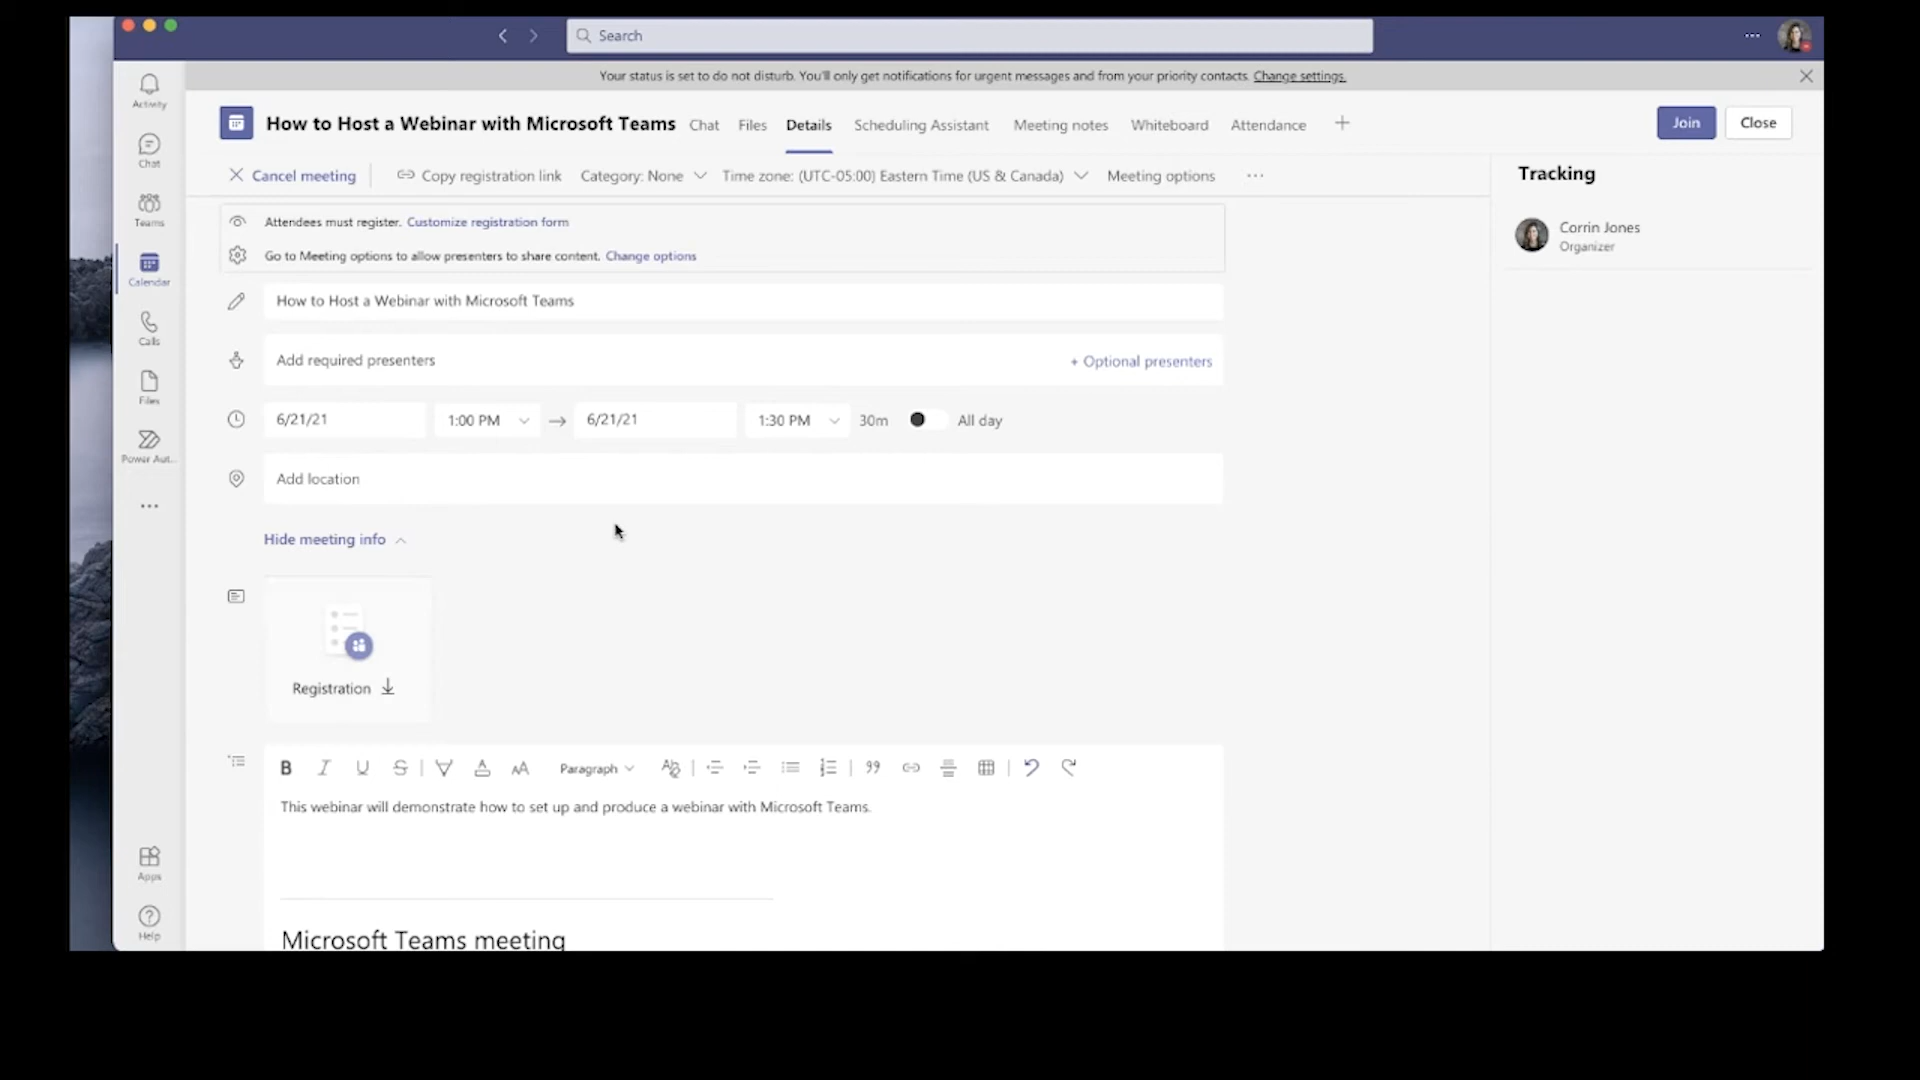 Search
Your status is set to do not disturb. You'll only get notifications for urgent messages and from your priority contacts. Change settings.
Activity
Chat
Teams
Calendar
Calls
Files
Power Aut...
Apps
Help
How to Host a Webinar with Microsoft Teams Chat Files Details Scheduling Assistant Meeting notes Whiteboard Attendance Join Close
Cancel meeting Copy registration link Category: None Time zone: (UTC-05:00) Eastern Time (US & Canada) Meeting options
Attendees must register. Customize registration form
Go to Meeting options to allow presenters to share content. Change options
How to Host a Webinar with Microsoft Teams
Add required presenters + Optional presenters
6/21/21 1:00 PM 6/21/21 1:30 PM 30m All day
Add location
Hide meeting info
Registration
Paragraph
This webinar will demonstrate how to set up and produce a webinar with Microsoft Teams.
Microsoft Teams meeting
Tracking
Corrin Jones
Organizer